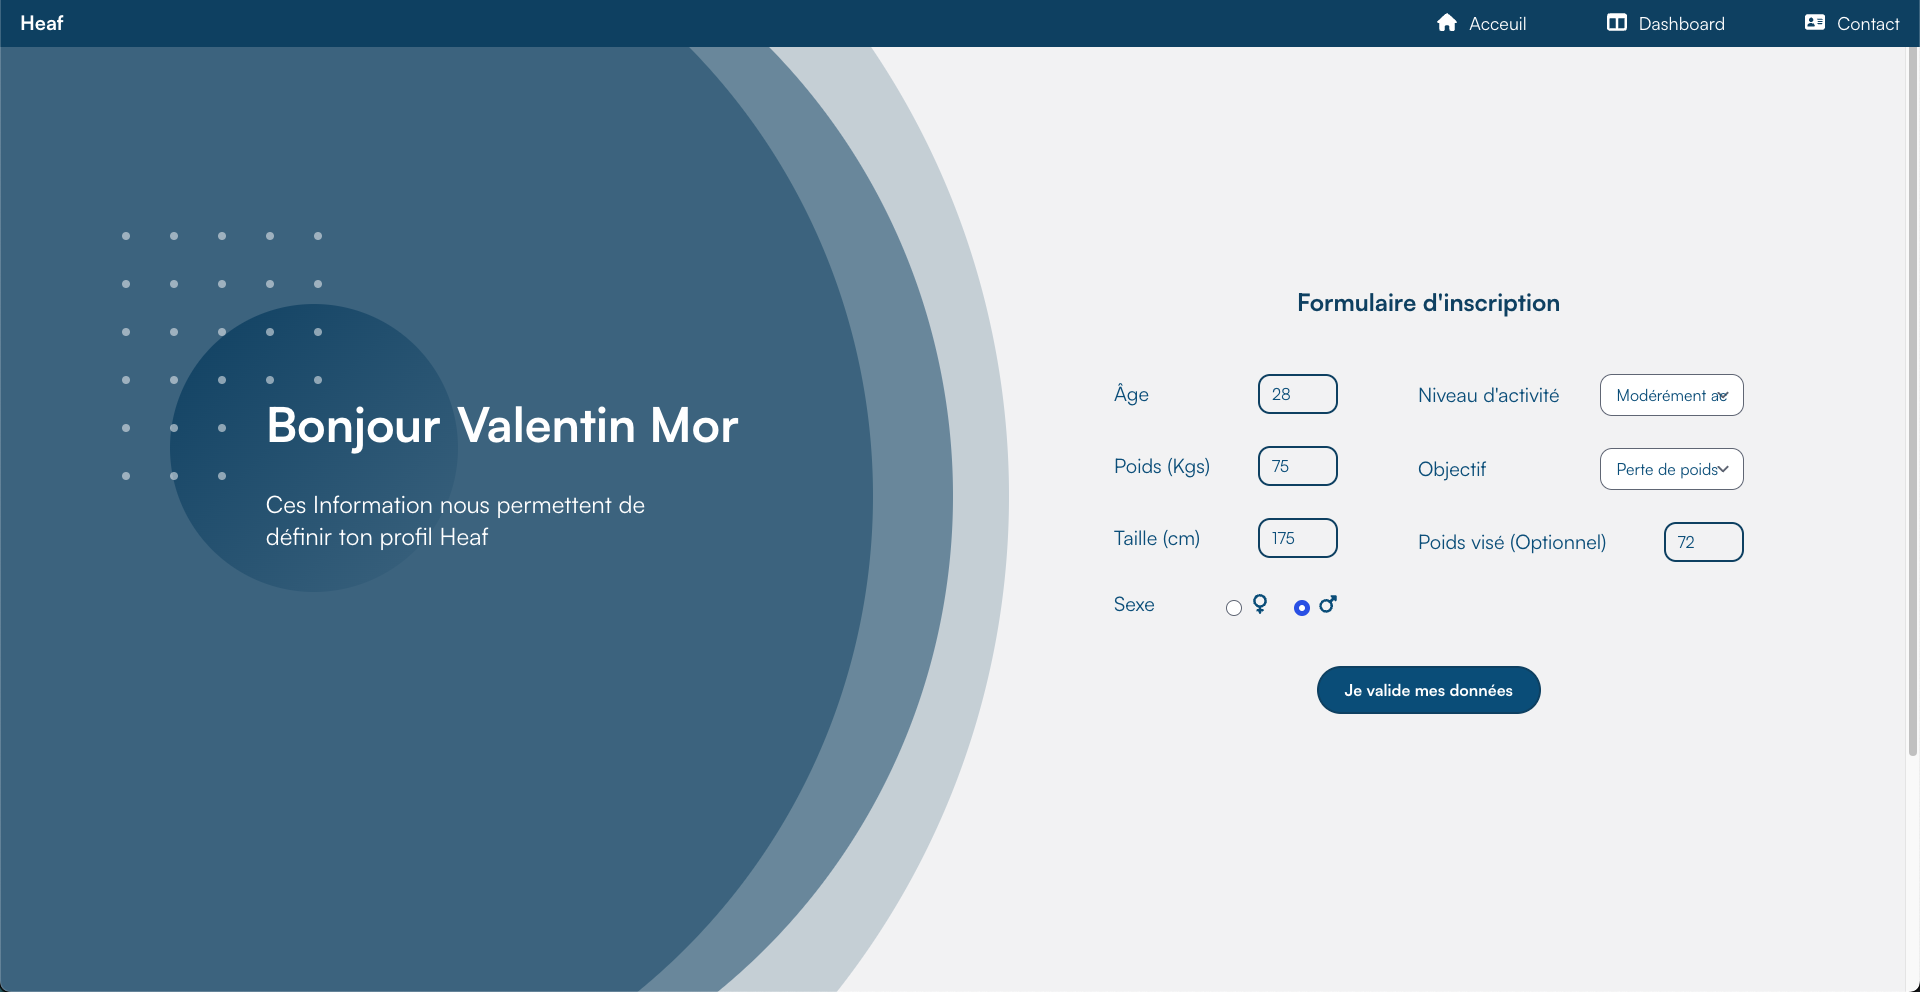 Heaf
Acceuil
Dashboard
Contact
Bonjour Valentin Mor
Ces Information nous permettent de
définir ton profil Heaf
Formulaire d'inscription
Âge
28
Niveau d'activité
Modérément
Poids (Kgs)
75
Objectif
Perte de poids
Taille (cm)
175
Poids visé (Optionnel)
72
Sexe
Je valide mes données